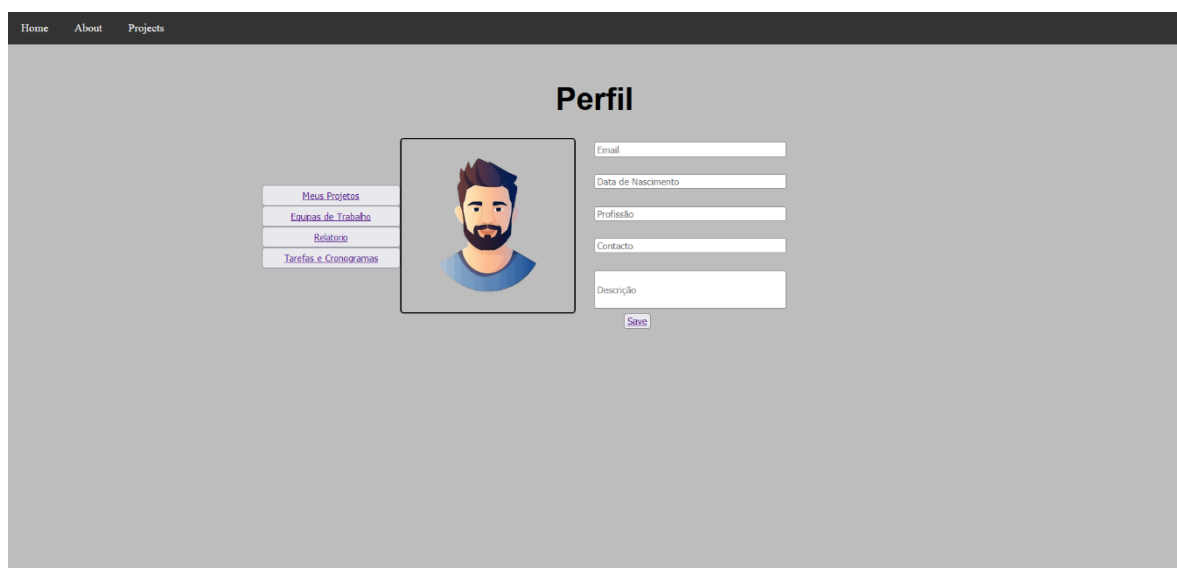 Home About Projects
Perfil
Meus Projetos
Equipas de Trabalho
Relatorio
Tarefas e Cronogramas
Email
Data de Nascimento
Profissão
Contacto
Descrição
Save